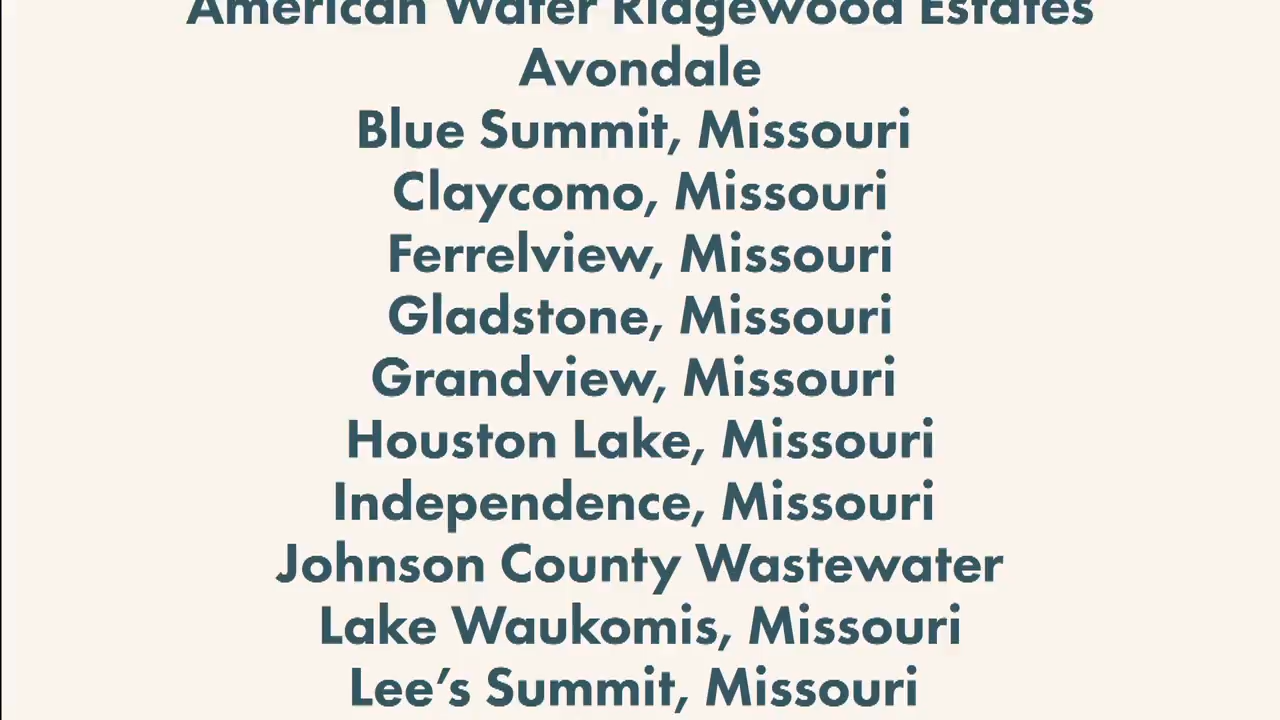 American Water Ridgewood Estates
Avondale
Blue Summit, Missouri
Claycomo, Missouri
Ferrelview, Missouri
Gladstone, Missouri
Grandview, Missouri
Houston Lake, Missouri
Independence, Missouri
Johnson County Wastewater
Lake Waukomis, Missouri
Lee’s Summit, Missouri